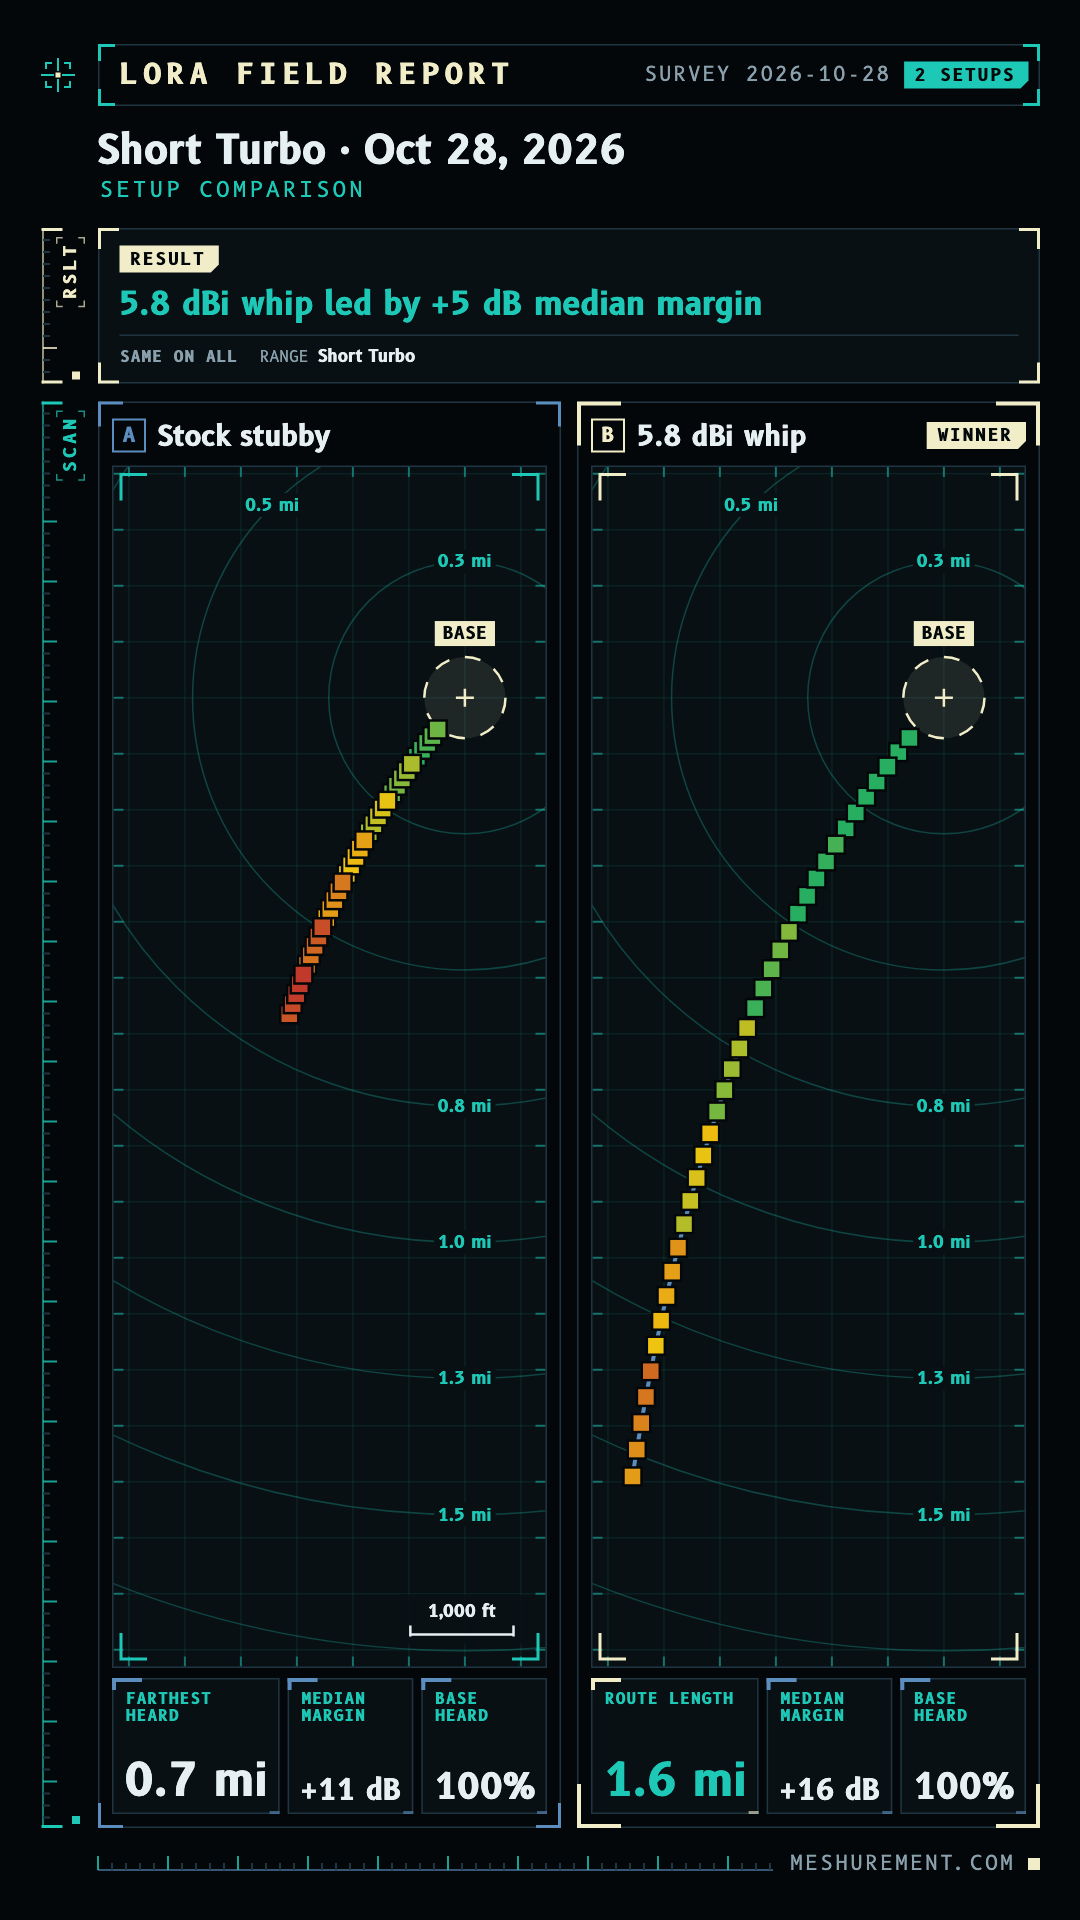 LORA FIELD REPORT
SURVEY 2026-10-28
2 SETUPS
Short Turbo · Oct 28, 2026
SETUP COMPARISON
RSLT
RESULT
5.8 dBi whip led by +5 dB median margin
SAME ON ALL RANGE Short Turbo
SCAN
A Stock stubby
0.5 mi
0.3 mi
BASE
0.8 mi
1.0 mi
1.3 mi
1.5 mi
1,000 ft
FARTHEST
HEARD
0.7 mi
MEDIAN
MARGIN
+11 dB
BASE
HEARD
100%
B 5.8 dBi whip
WINNER
0.5 mi
0.3 mi
BASE
0.8 mi
1.0 mi
1.3 mi
1.5 mi
ROUTE LENGTH
1.6 mi
MEDIAN
MARGIN
+16 dB
BASE
HEARD
100%
MESHUREMENT.COM